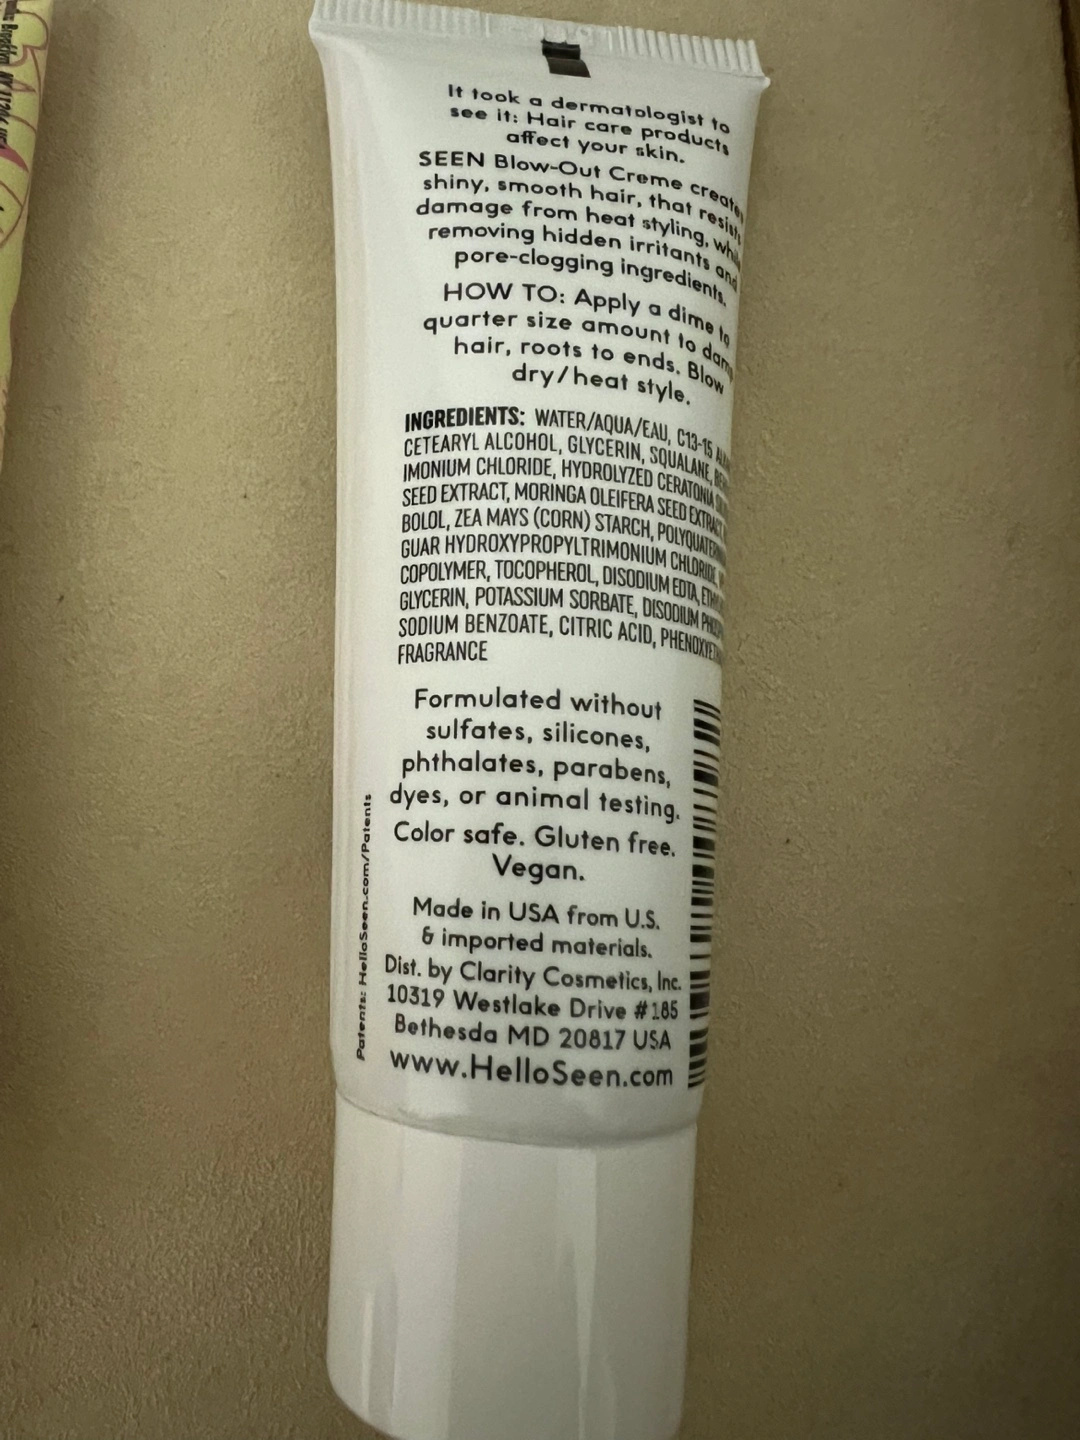 It took a dermatologist to
see it: Hair care products
affect your skin.
SEEN Blow-Out Creme
shiny, smooth hair, that
damage from heat styling,
removing hidden irritants and
pore-clogging ingredients.
HOW TO: Apply a dime to
quarter size amount to
hair, roots to ends. Blow
dry/heat style.
INGREDIENTS: WATER/AQUA/EAU, C13-15
CETEARYL ALCOHOL, GLYCERIN, SQUALANE,
IMONIUM CHLORIDE, HYDROLYZED CERATONIA
SEED EXTRACT, MORINGA OLEIFERA SEED EXTRACT
BOLOL, ZEA MAYS (CORN) STARCH,
GUAR HYDROXYPROPYLTRIMONIUM CHLORIDE,
COPOLYMER, TOCOPHEROL, DISODIUM EDTA,
GLYCERIN, POTASSIUM SORBATE, DISODIUM
SODIUM BENZOATE, CITRIC ACID,
FRAGRANCE
Formulated without
sulfates, silicones,
phthalates, parabens,
dyes, or animal testing.
Color safe. Gluten free.
Vegan.
Made in USA from U.S.
& imported materials.
Dist. by Clarity Cosmetics, Inc.
10319 Westlake Drive #185
Bethesda MD 20817 USA
www.HelloSeen.com
Patents: HelloSeen.com/Patents
Brooklyn, NY